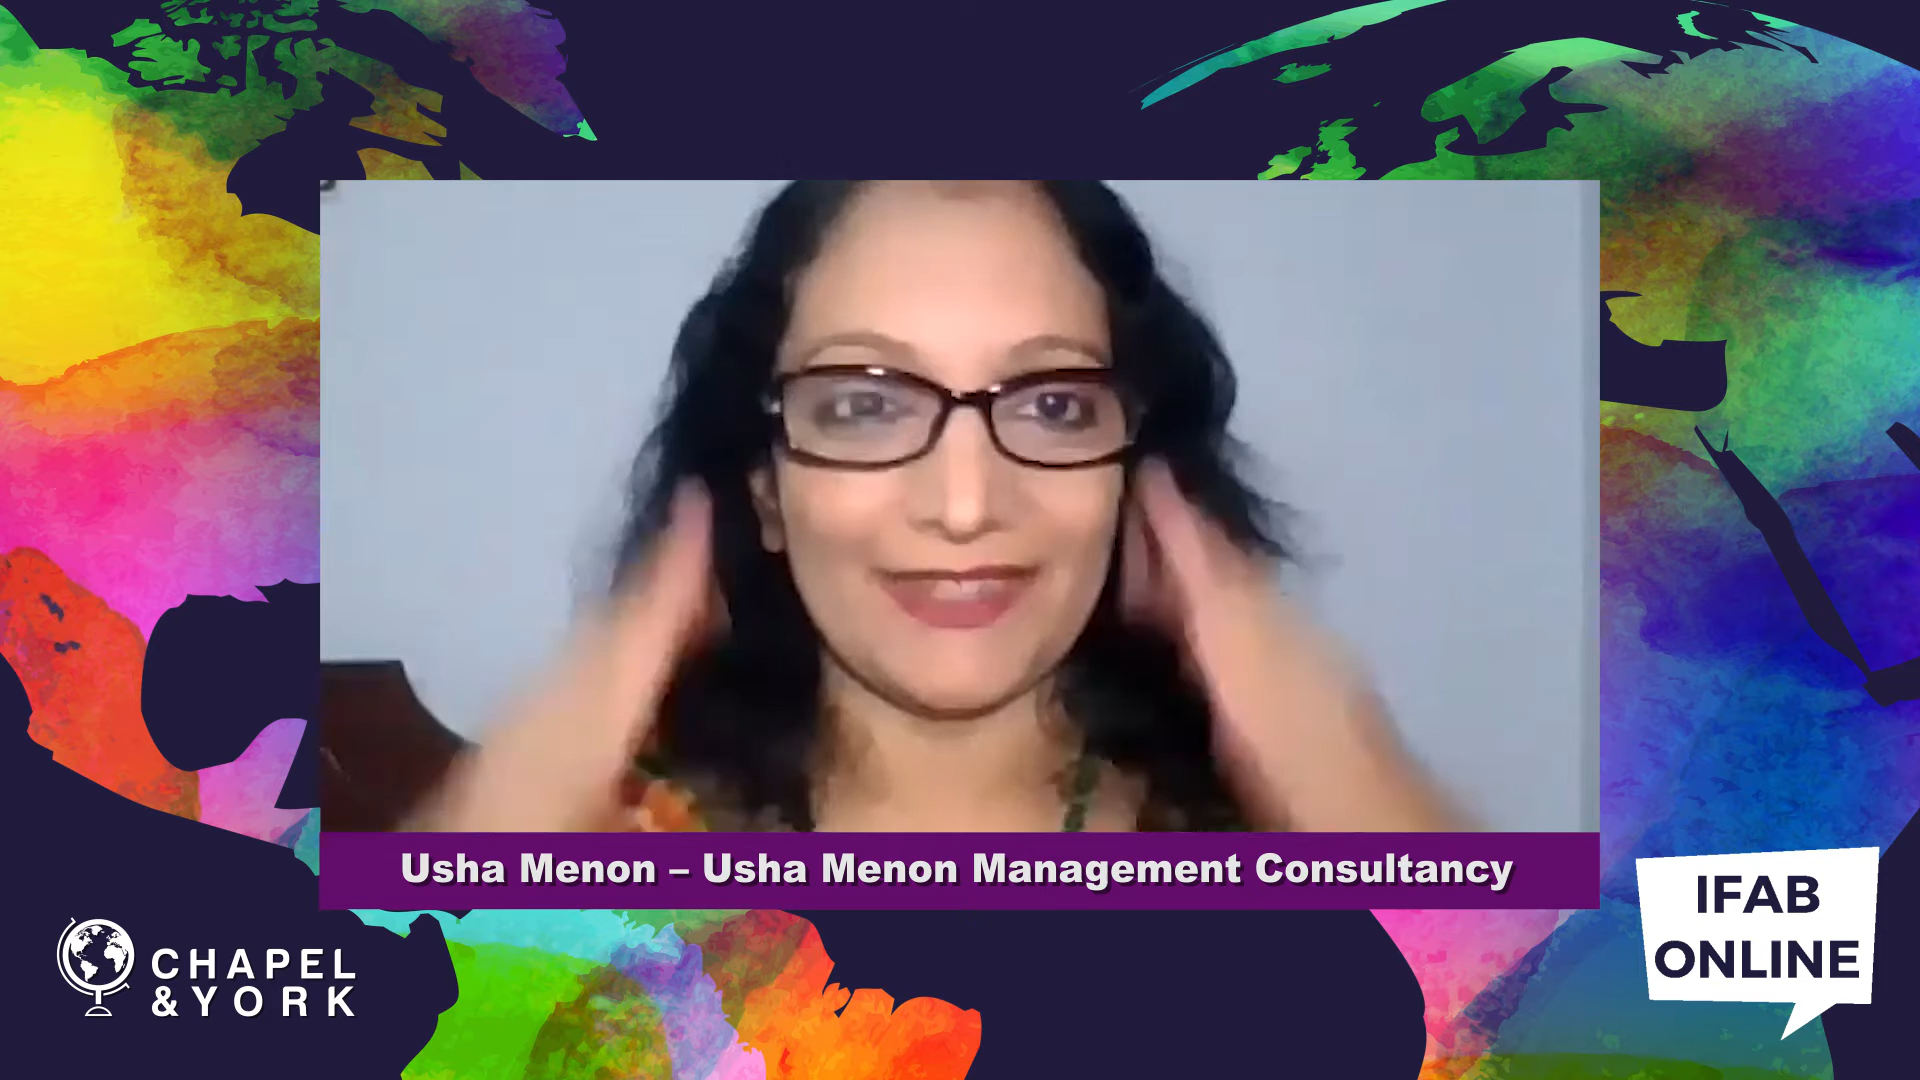 Usha Menon – Usha Menon Management Consultancy
CHAPEL
&YORK
IFAB
ONLINE